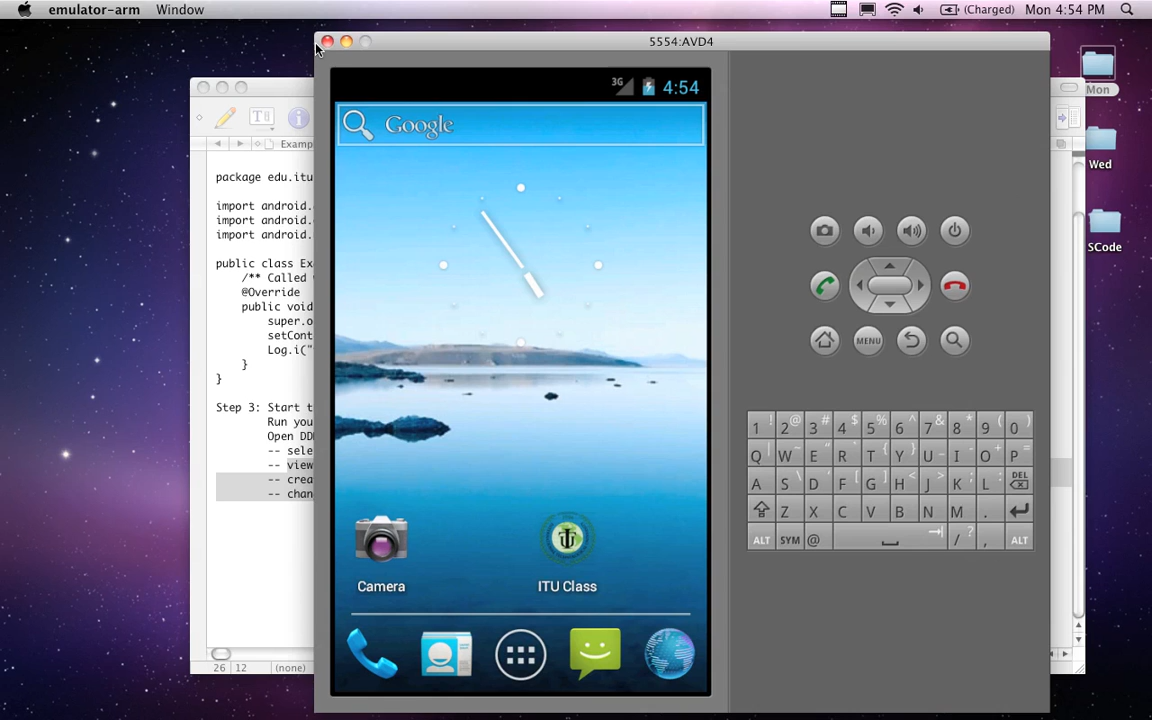 emulator-arm Window (Charged) Mon 4:54 PM
5554:AVD4
Mon
Wed
SCode
3G 4:54
Google
Camera
ITU Class
MENU
1 ! 2 @ 3 # 4 $ 5 % 6 ^ 7 & 8 * 9 ( 0 )
Q W E R T Y U I O P
A S D F G H J K L DEL
Z X C V B N M .
ALT SYM @ / ? , ALT
Examp
package edu.itu
import android.
import android.
import android.
public class Ex
/** Called
@Override
public void
super.o
setCont
Log.i("
}
}
Step 3: Start t
Run you
Open DD
-- sele
-- view
-- crea
-- chan
26 12 (none)